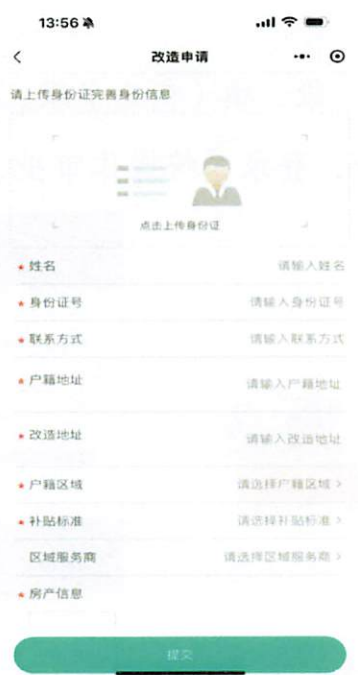 13:56
改造申请
请上传身份证完善身份信息
点击上传身份证
* 姓名 请输入姓名
* 身份证号 请输入身份证号
* 联系方式 请输入联系方式
* 户籍地址 请输入户籍地址
* 改造地址 请输入改造地址
* 户籍区域 请选择户籍区域 >
* 补贴标准 请选择补贴标准 >
区域服务商 请选择区域服务商 >
* 房产信息
提交